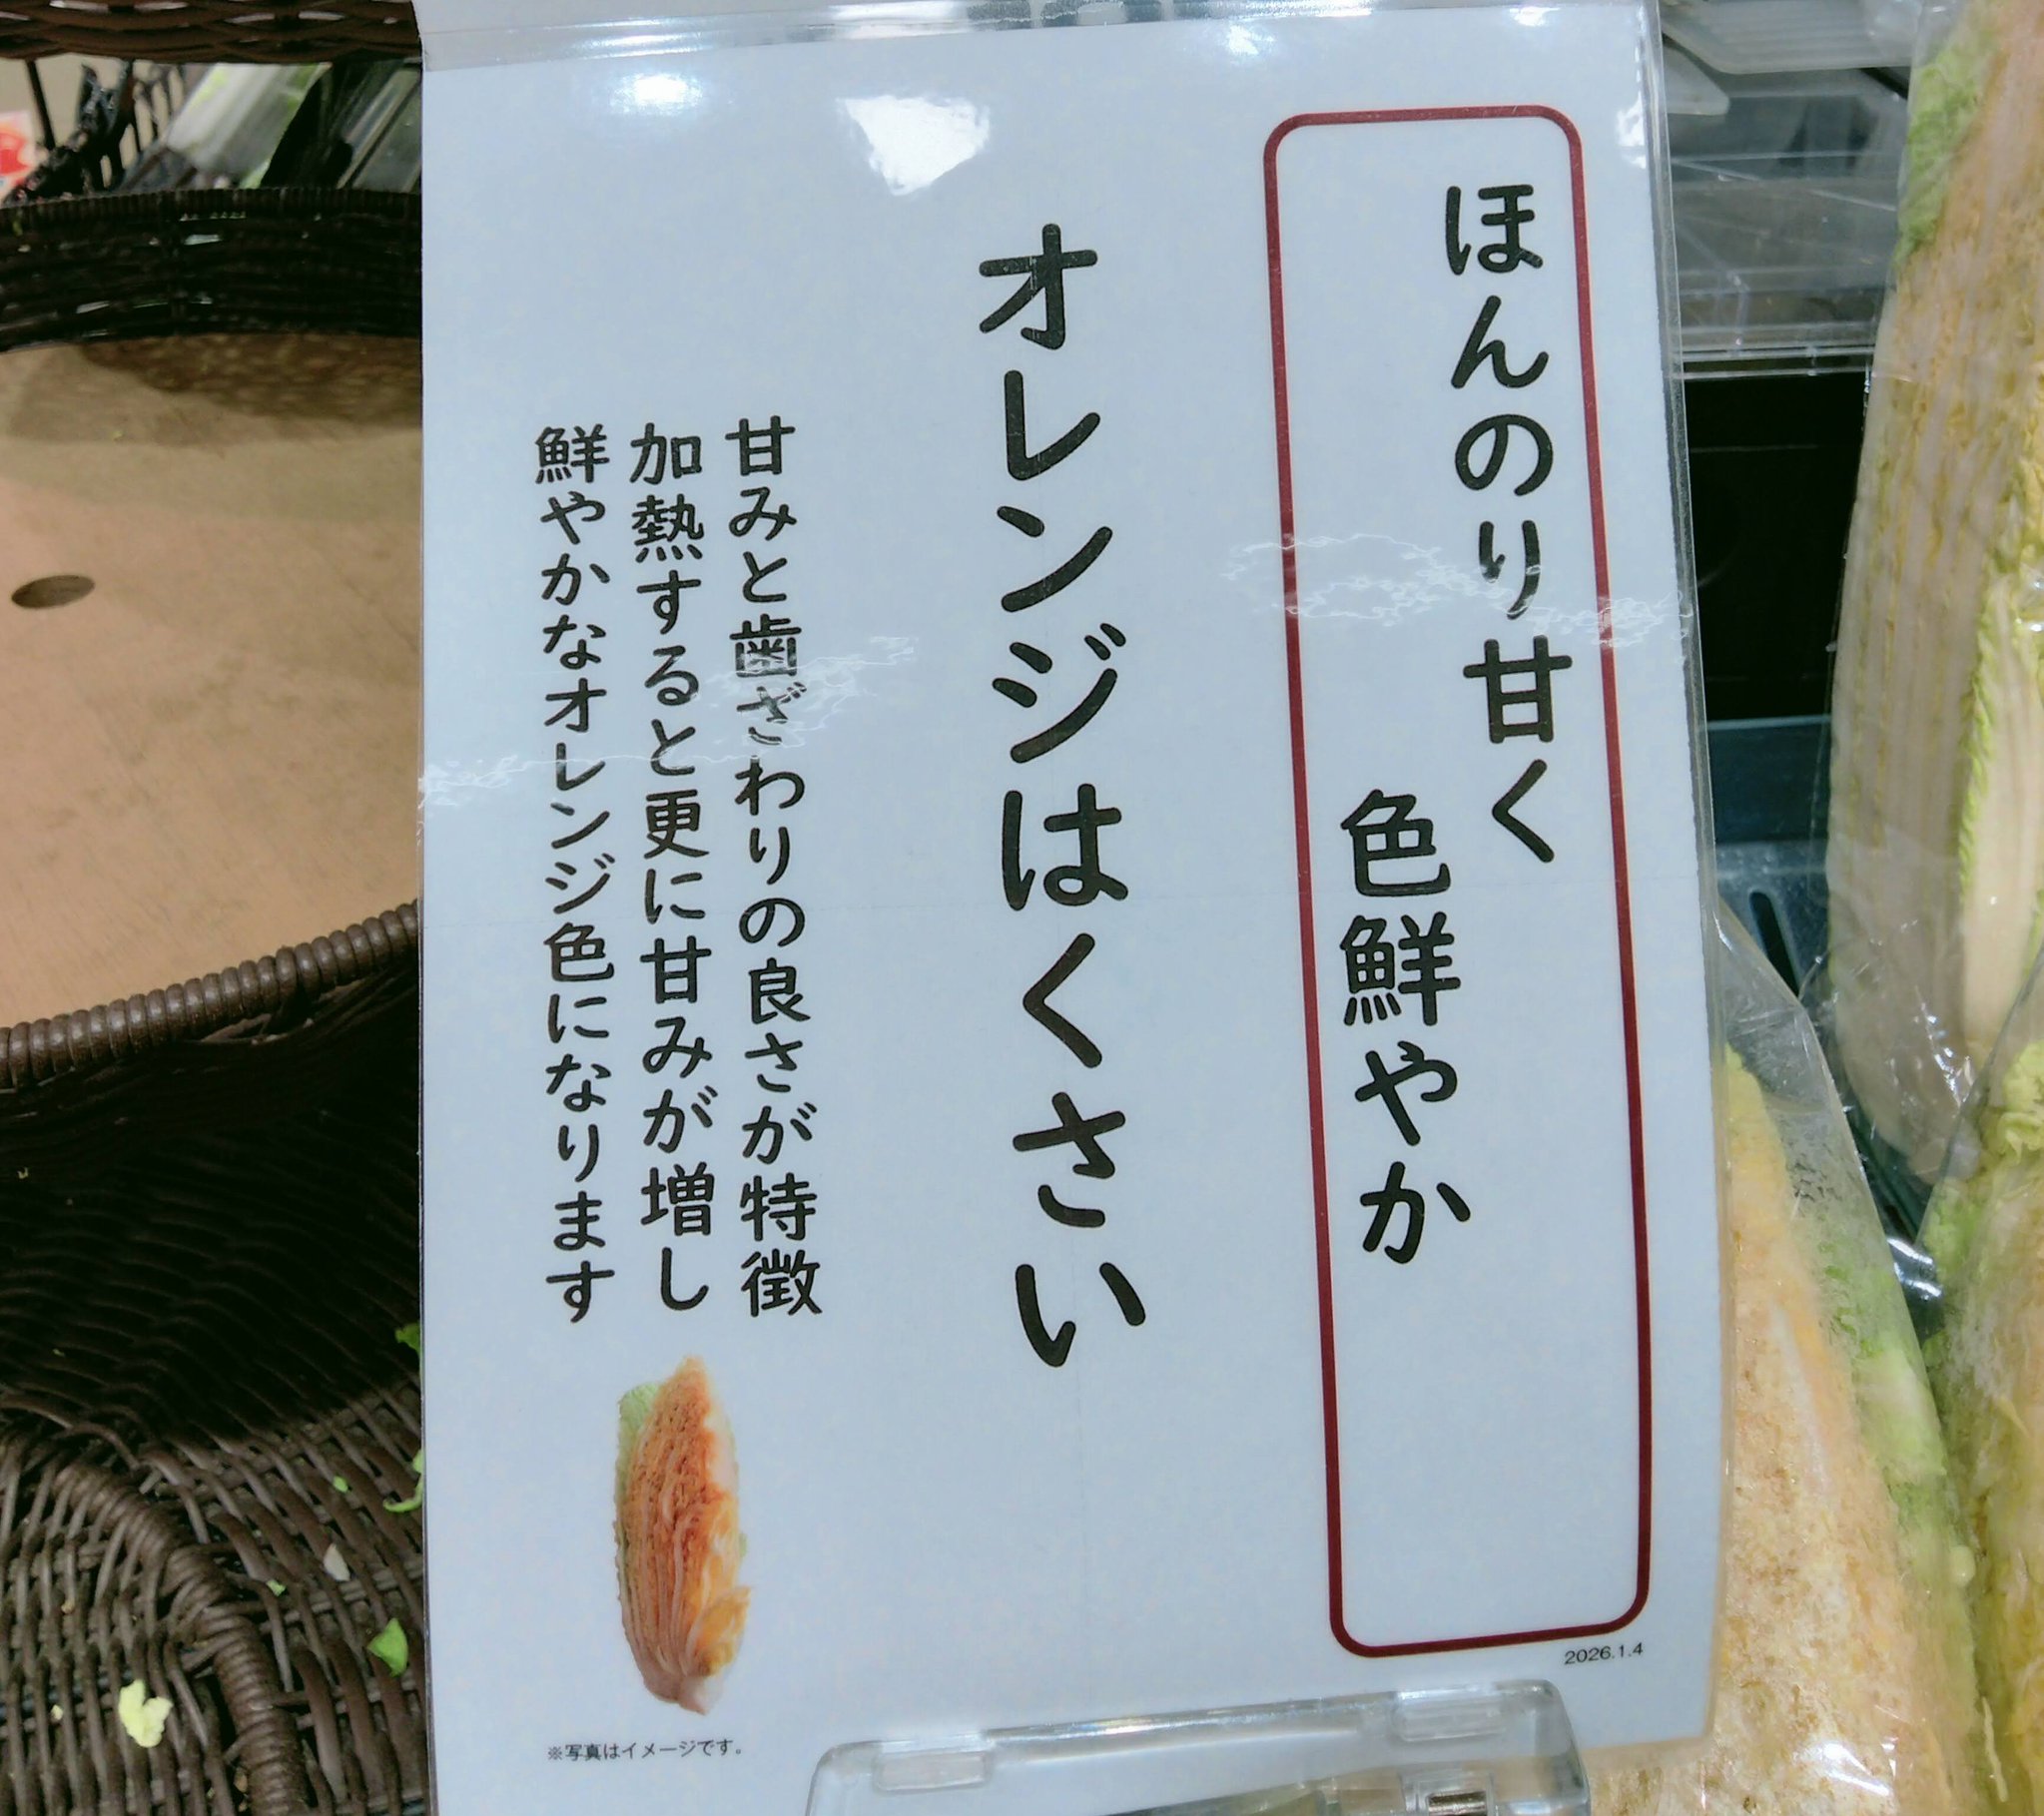 ほんのり甘く
色鮮やか
オレンジはくさい
甘みと歯ざわりの良さが特徴
加熱すると更に甘みが増し
鮮やかなオレンジ色になります
※写真はイメージです。
2026.1.4